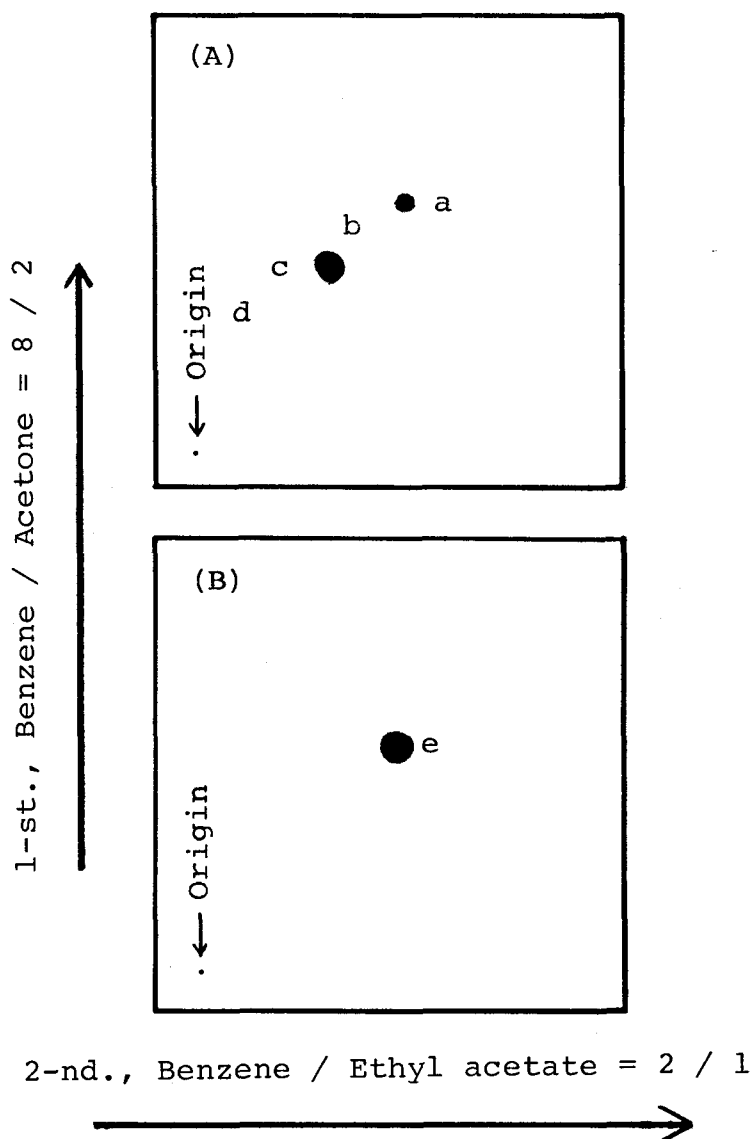 (A)
a
b
c
d
← Origin
1-st., Benzene / Acetone = 8 / 2
(B)
e
← Origin
2-nd., Benzene / Ethyl acetate = 2 / 1